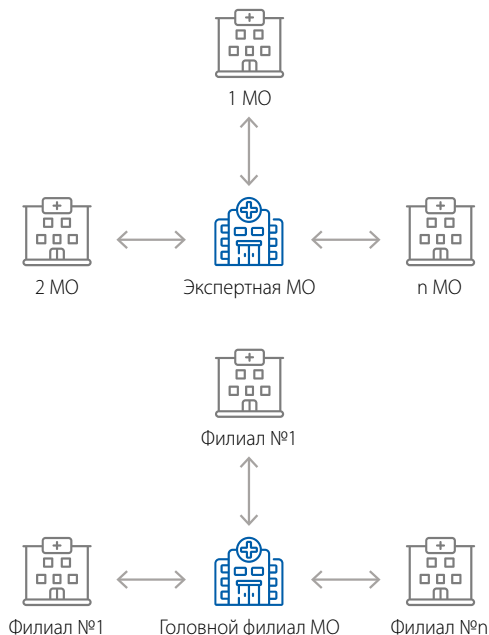 1 МО
2 МО
Экспертная МО
n МО
Филиал №1
Филиал №1
Головной филиал МО
Филиал №n